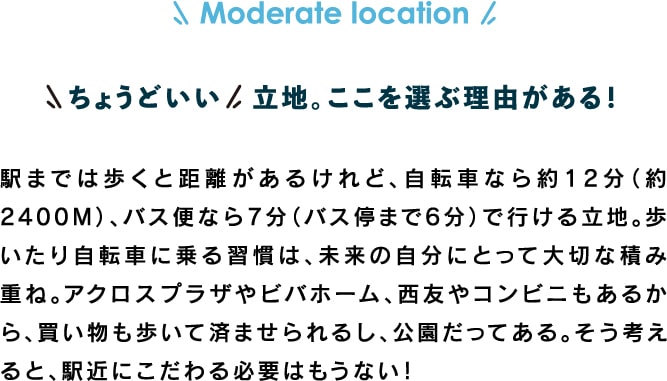 Moderate location
ちょうどいい 立地。ここを選ぶ理由がある！
駅までは歩くと距離があるけれど、自転車なら約12分（約
2400M）、バス便なら7分（バス停まで6分）で行ける立地。歩
いたり自転車に乗る習慣は、未来の自分にとって大切な積み
重ね。アクロスプラザやビバホーム、西友やコンビニもあるか
ら、買い物も歩いて済ませられるし、公園だってある。そう考え
ると、駅近にこだわる必要はもうない！